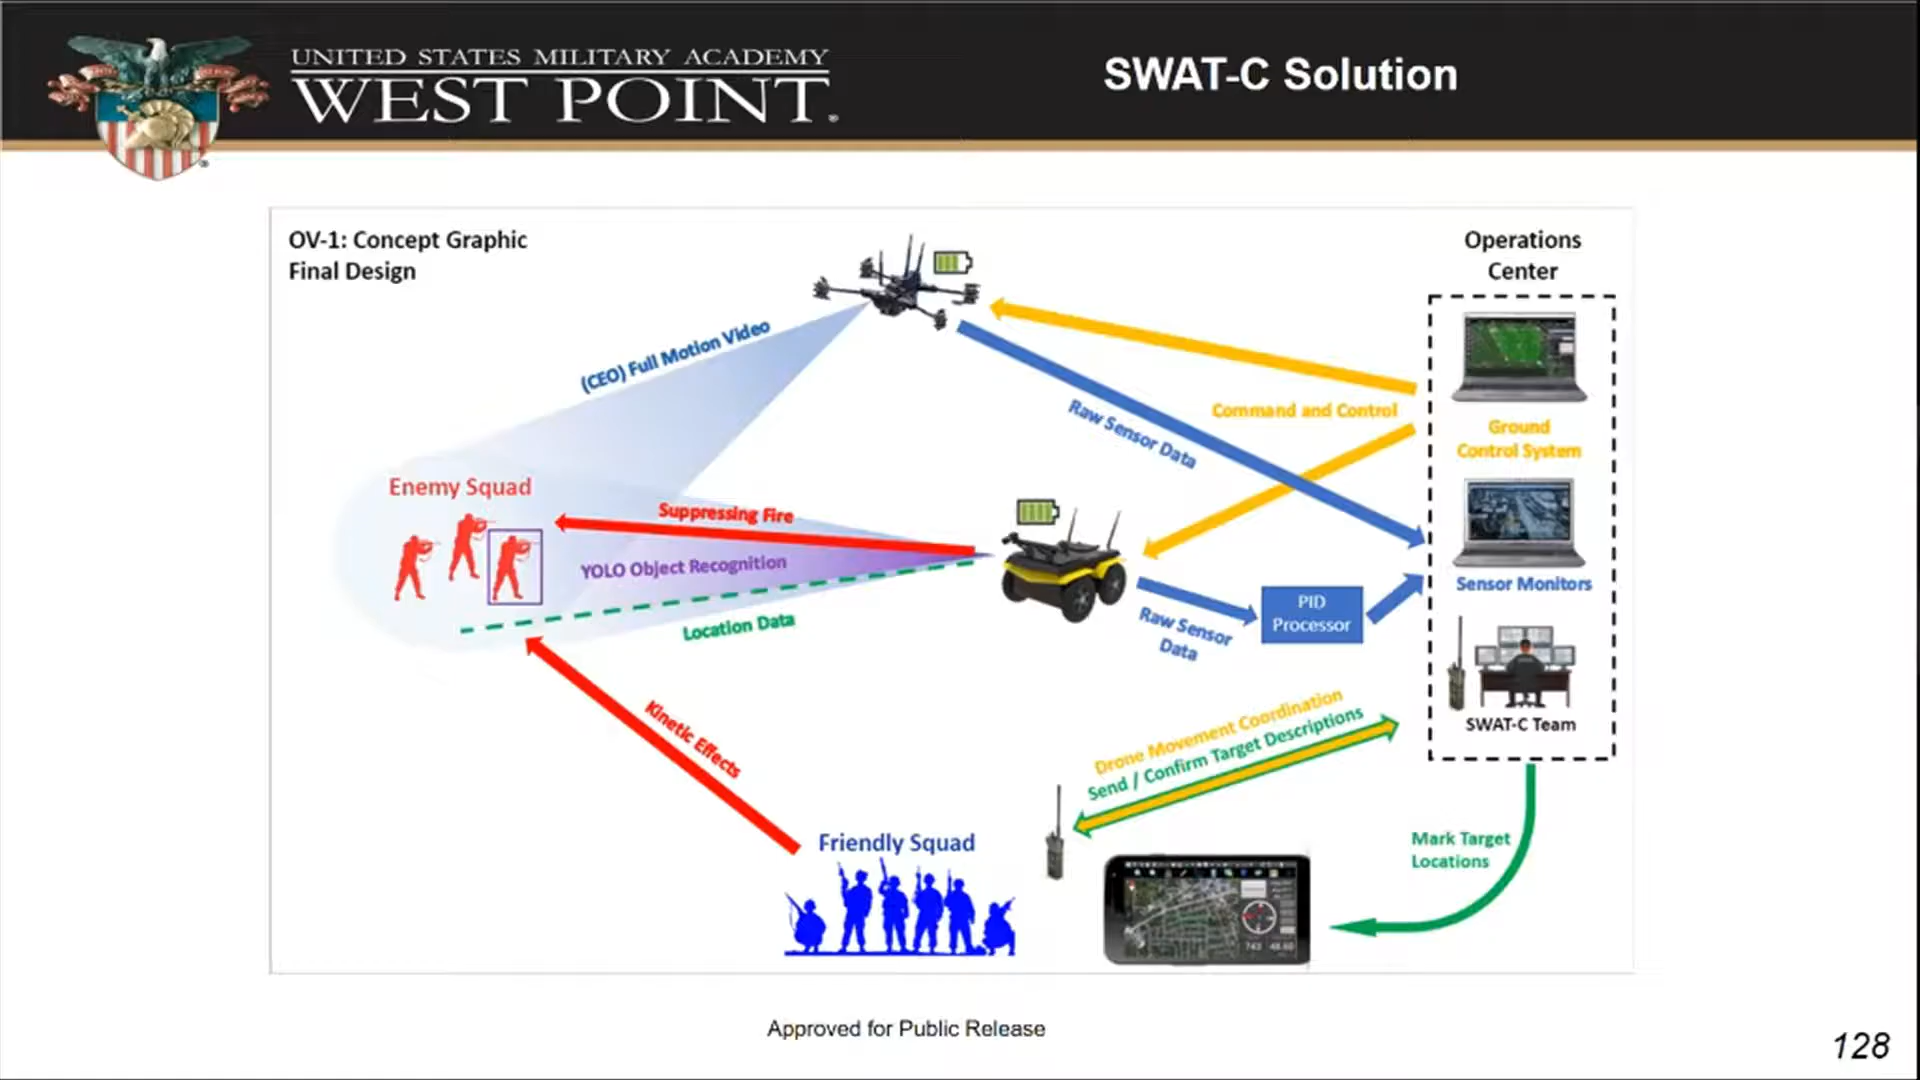 UNITED STATES MILITARY ACADEMY
WEST POINT.
SWAT-C Solution
OV-1: Concept Graphic
Final Design
Operations
Center
(CEO) Full Motion Video
Command and Control
Raw Sensor Data
Ground
Control System
Enemy Squad
Suppressing Fire
YOLO Object Recognition
Location Data
Sensor Monitors
PID
Processor
Raw Sensor
Data
Kinetic Effects
Drone Movement Coordination
Send / Confirm Target Descriptions
SWAT-C Team
Friendly Squad
Mark Target
Locations
Approved for Public Release
128